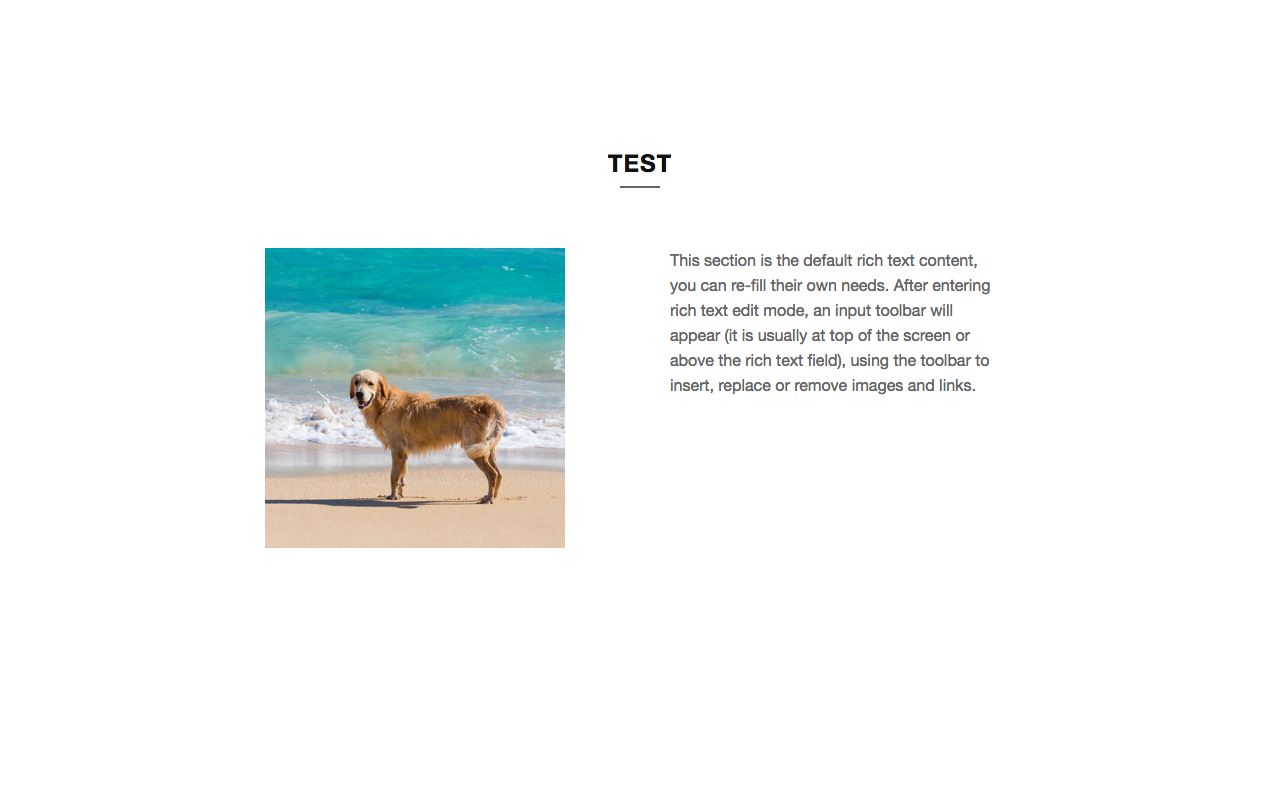 TEST
This section is the default rich text content,
you can re-fill their own needs. After entering
rich text edit mode, an input toolbar will
appear (it is usually at top of the screen or
above the rich text field), using the toolbar to
insert, replace or remove images and links.